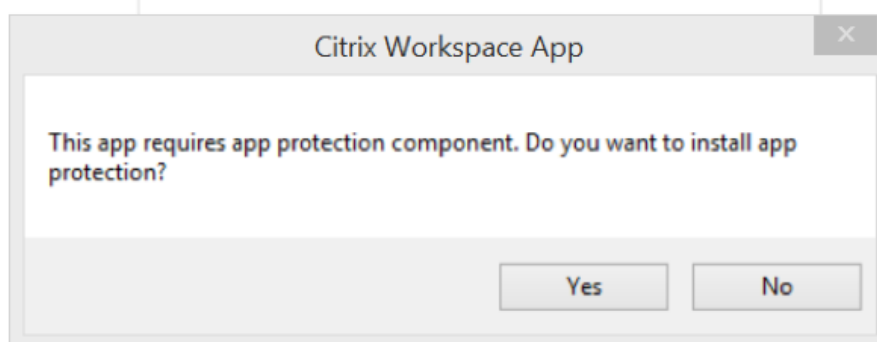 Citrix Workspace App
This app requires app protection component. Do you want to install app
protection?
Yes
No